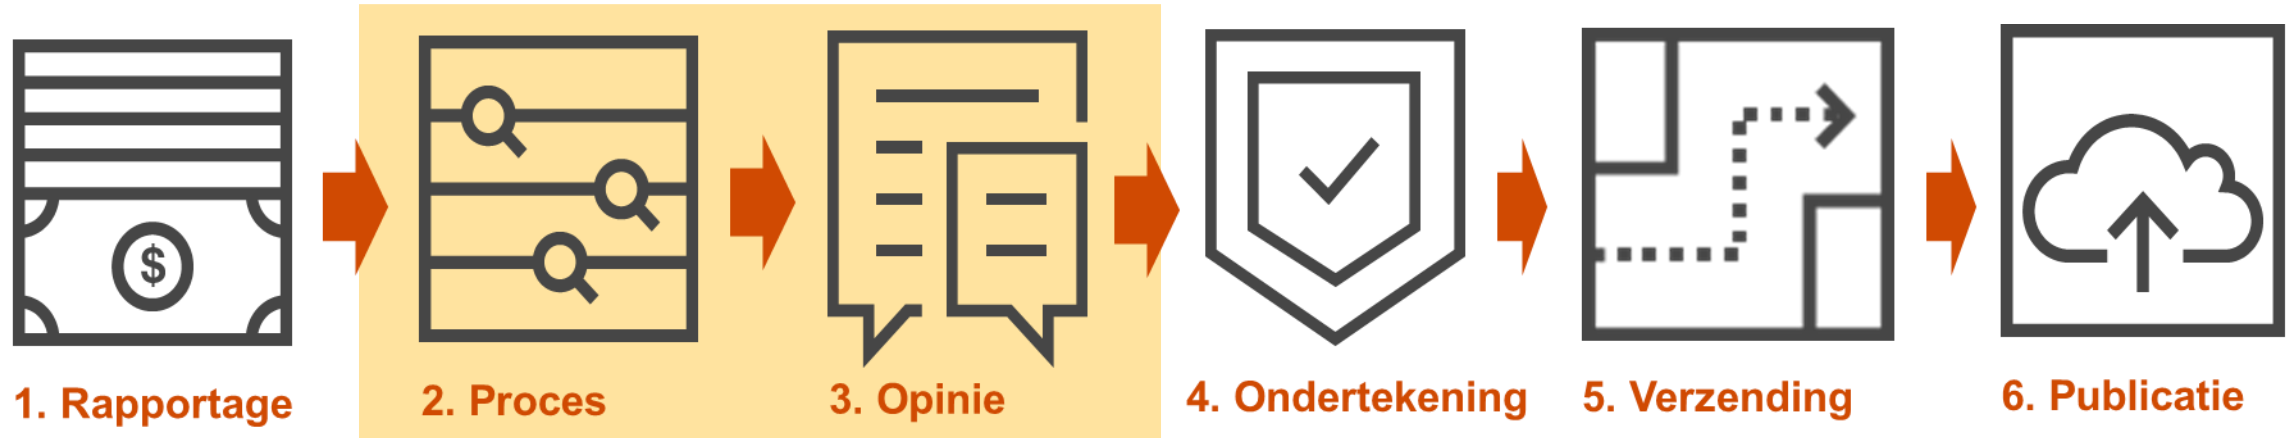 $
1. Rapportage
2. Proces
3. Opinie
4. Ondertekening
5. Verzending
6. Publicatie